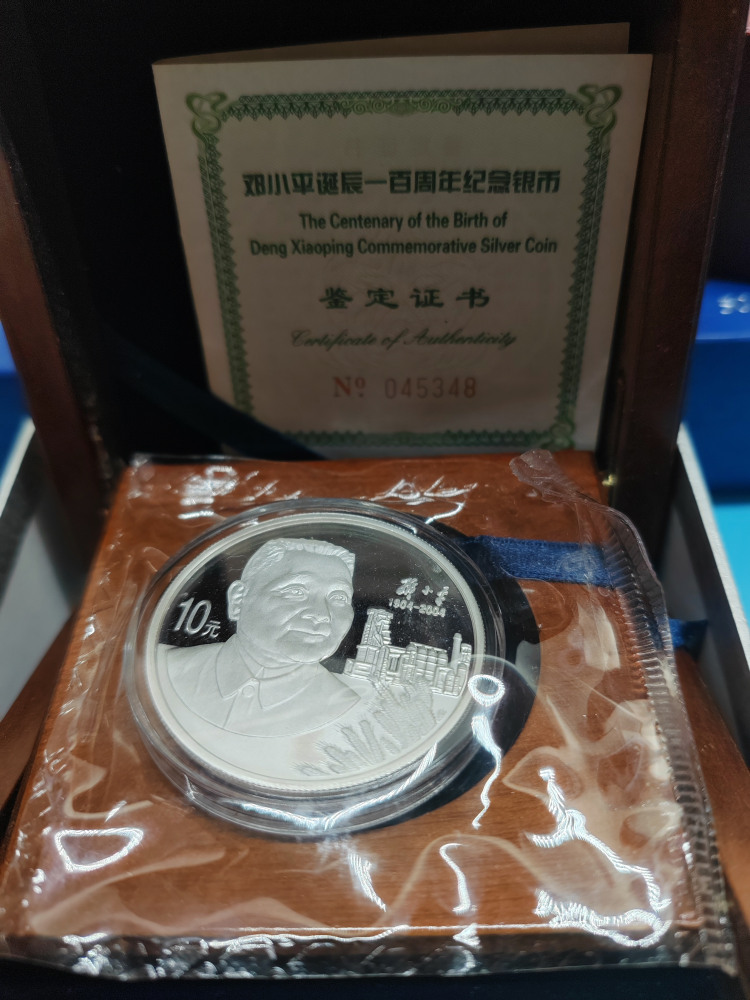 邓小平诞辰一百周年纪念银币
The Centenary of the Birth of
Deng Xiaoping Commemorative Silver Coin
鉴定证书
Certificate of Authenticity
Nº 045348
邓小平
1904-2004
10元